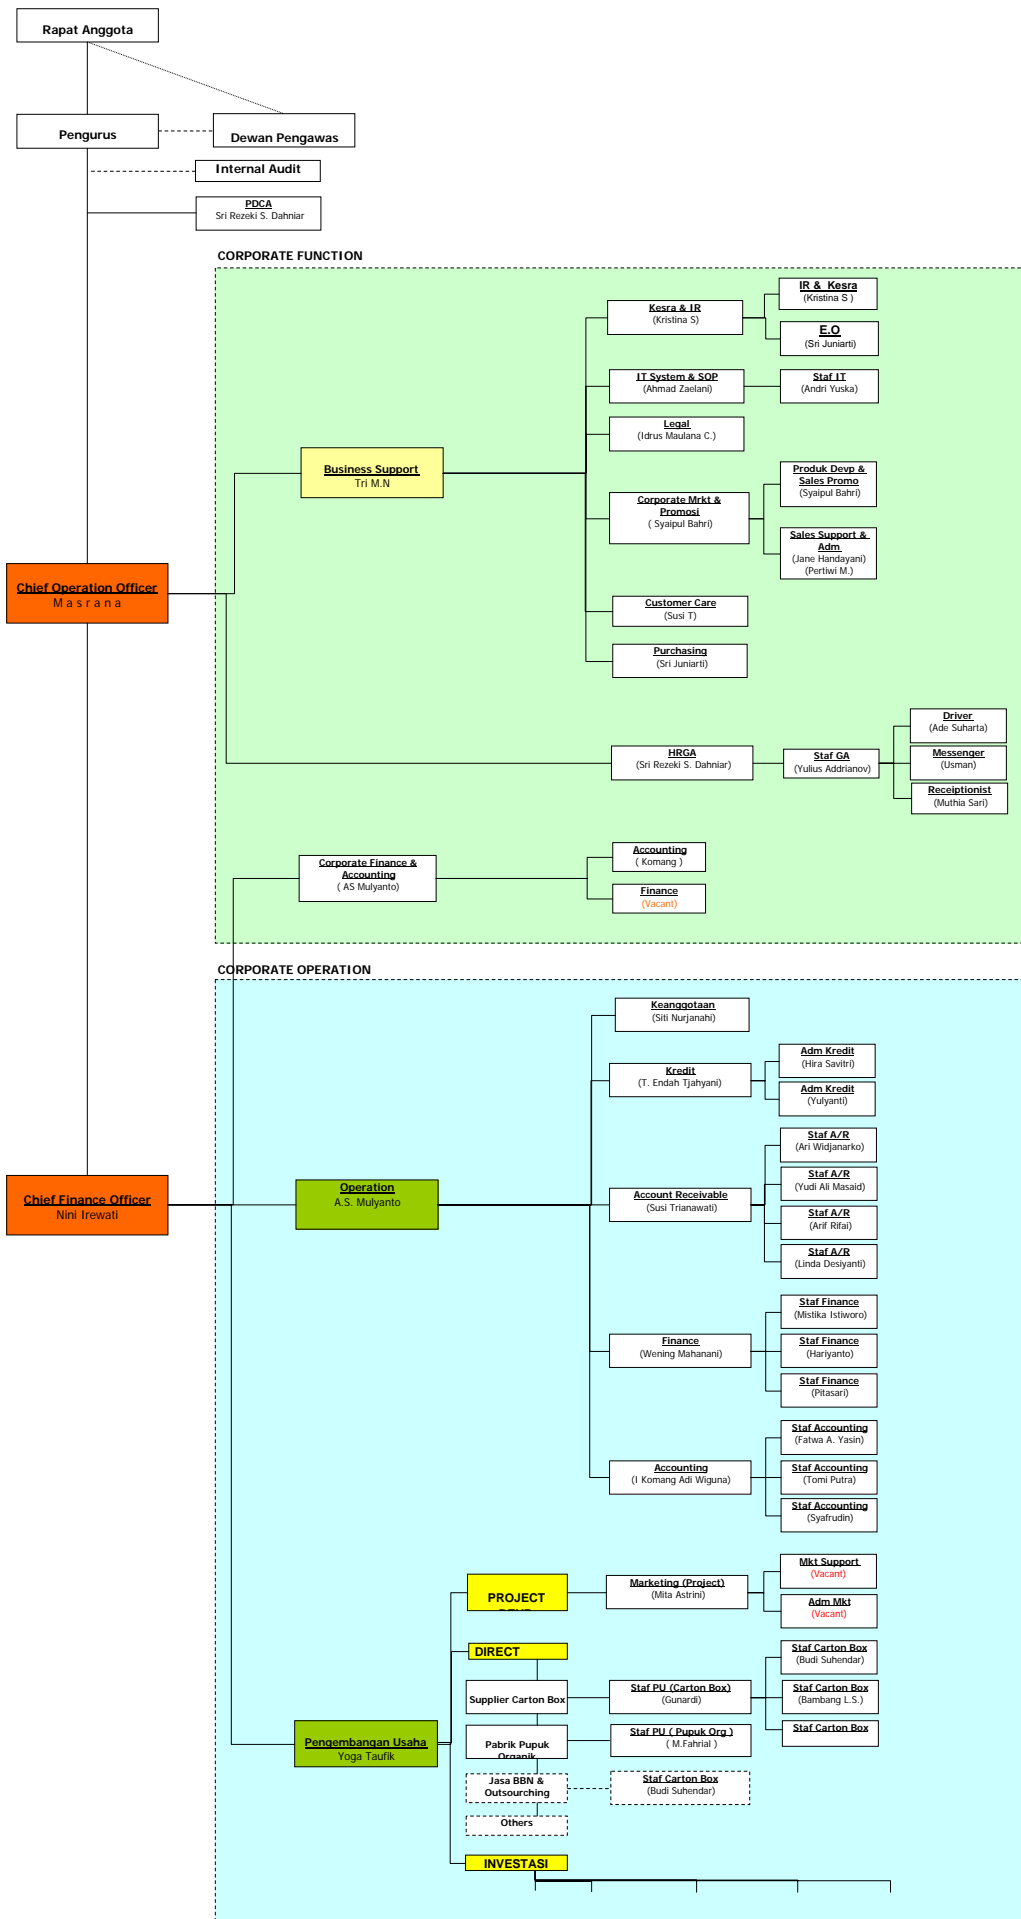 Rapat Anggota
Pengurus
Dewan Pengawas
Internal Audit
PDCA
Sri Rezeki S. Dahniar
CORPORATE FUNCTION
IR & Kesra
(Kristina S )
Kesra & IR
(Kristina S)
E.O
(Sri Juniarti)
IT System & SOP
(Ahmad Zaelani)
Staf IT
(Andri Yuska)
Legal
(Idrus Maulana C.)
Business Support
Tri M.N
Produk Devp &
Sales Promo
(Syaipul Bahri)
Corporate Mrkt &
Promosi
( Syaipul Bahri)
Sales Support &
Adm
(Jane Handayani)
(Pertiwi M.)
Chief Operation Officer
M a s r a n a
Customer Care
(Susi T)
Purchasing
(Sri Juniarti)
Driver
(Ade Suharta)
HRGA
(Sri Rezeki S. Dahniar)
Staf GA
(Yulius Addrianov)
Messenger
(Usman)
Receiptionist
(Muthia Sari)
Corporate Finance &
Accounting
( AS Mulyanto)
Accounting
( Komang )
Finance
(Vacant)
CORPORATE OPERATION
Keanggotaan
(Siti Nurjanahi)
Kredit
(T. Endah Tjahyani)
Adm Kredit
(Hira Savitri)
Adm Kredit
(Yulyanti)
Staf A/R
(Ari Widjanarko)
Staf A/R
(Yudi Ali Masaid)
Chief Finance Officer
Nini Irewati
Operation
A.S. Mulyanto
Account Receivable
(Susi Trianawati)
Staf A/R
(Arif Rifai)
Staf A/R
(Linda Desiyanti)
Staf Finance
(Mistika Istiworo)
Finance
(Wening Mahanani)
Staf Finance
(Hariyanto)
Staf Finance
(Pitasari)
Staf Accounting
(Fatwa A. Yasin)
Accounting
(I Komang Adi Wiguna)
Staf Accounting
(Tomi Putra)
Staf Accounting
(Syafrudin)
Mkt Support
(Vacant)
PROJECT
Marketing (Project)
(Mita Astrini)
Adm Mkt
(Vacant)
DIRECT
Staf Carton Box
(Budi Suhendar)
Supplier Carton Box
Staf PU (Carton Box)
(Gunardi)
Staf Carton Box
(Bambang L.S.)
Staf Carton Box
Pengembangan Usaha
Yoga Taufik
Pabrik Pupuk
Organik
Staf PU ( Pupuk Org )
( M.Fahrial )
Jasa BBN &
Outsourching
Staf Carton Box
(Budi Suhendar)
Others
INVESTASI